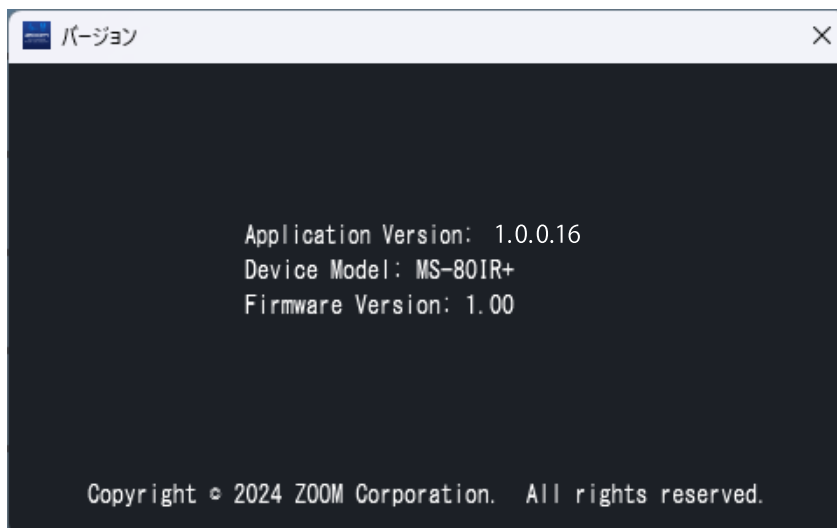 バージョン
Application Version: 1.0.0.16
Device Model: MS-80IR+
Firmware Version: 1.00
Copyright © 2024 ZOOM Corporation. All rights reserved.